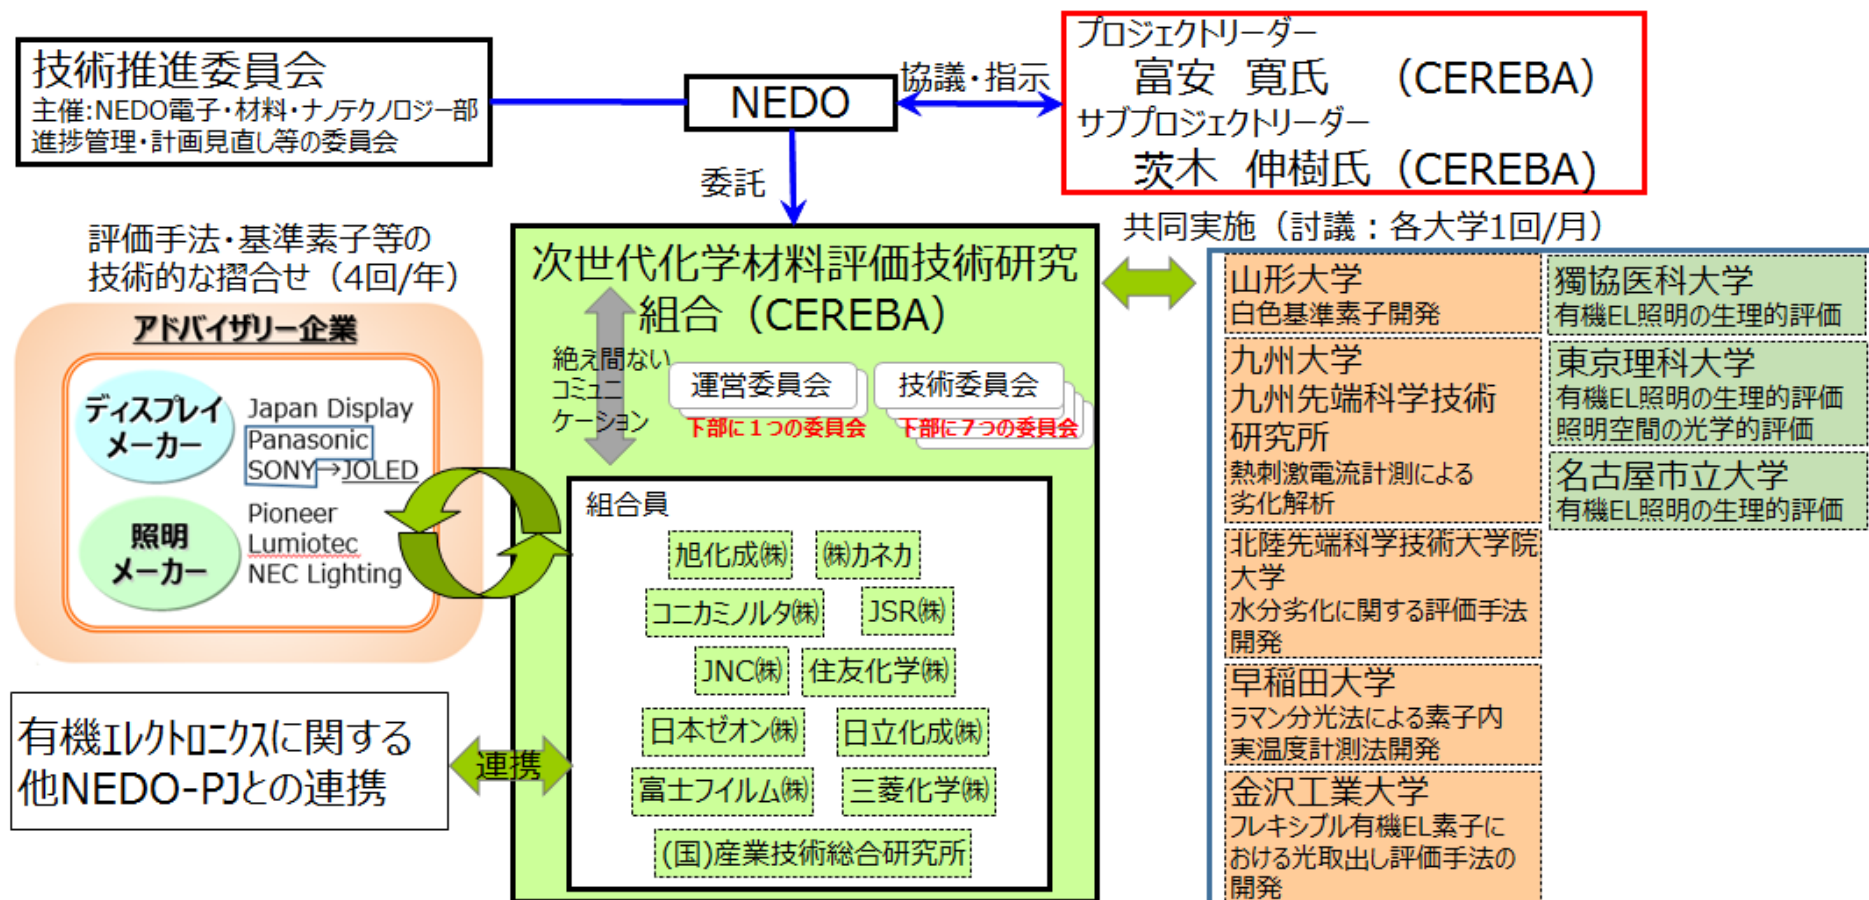 技術推進委員会
主催:NEDO電子・材料・ナノテクノロジー部
進捗管理・計画見直し等の委員会
NEDO
協議・指示
プロジェクトリーダー
富安 寛氏 （CEREBA）
サブプロジェクトリーダー
茨木 伸樹氏（CEREBA）
委託
評価手法・基準素子等の
技術的な摺合せ（4回/年）
アドバイザリー企業
ディスプレイ
メーカー
Japan Display
Panasonic
SONY→JOLED
照明
メーカー
Pioneer
Lumiotec
NEC Lighting
有機エレクトロニクスに関する
他NEDO-PJとの連携
連携
次世代化学材料評価技術研究
組合（CEREBA）
絶え間ない
コミュニ
ケーション
運営委員会
下部に１つの委員会
技術委員会
下部に７つの委員会
組合員
旭化成㈱
㈱カネカ
コニカミノルタ㈱
JSR㈱
JNC㈱
住友化学㈱
日本ゼオン㈱
日立化成㈱
富士フイルム㈱
三菱化学㈱
(国)産業技術総合研究所
共同実施（討議：各大学1回/月）
山形大学
白色基準素子開発
九州大学
九州先端科学技術
研究所
熱刺激電流計測による
劣化解析
北陸先端科学技術大学院
大学
水分劣化に関する評価手法
開発
早稲田大学
ラマン分光法による素子内
実温度計測法開発
金沢工業大学
フレキシブル有機EL素子に
おける光取出し評価手法の
開発
獨協医科大学
有機EL照明の生理的評価
東京理科大学
有機EL照明の生理的評価
照明空間の光学的評価
名古屋市立大学
有機EL照明の生理的評価